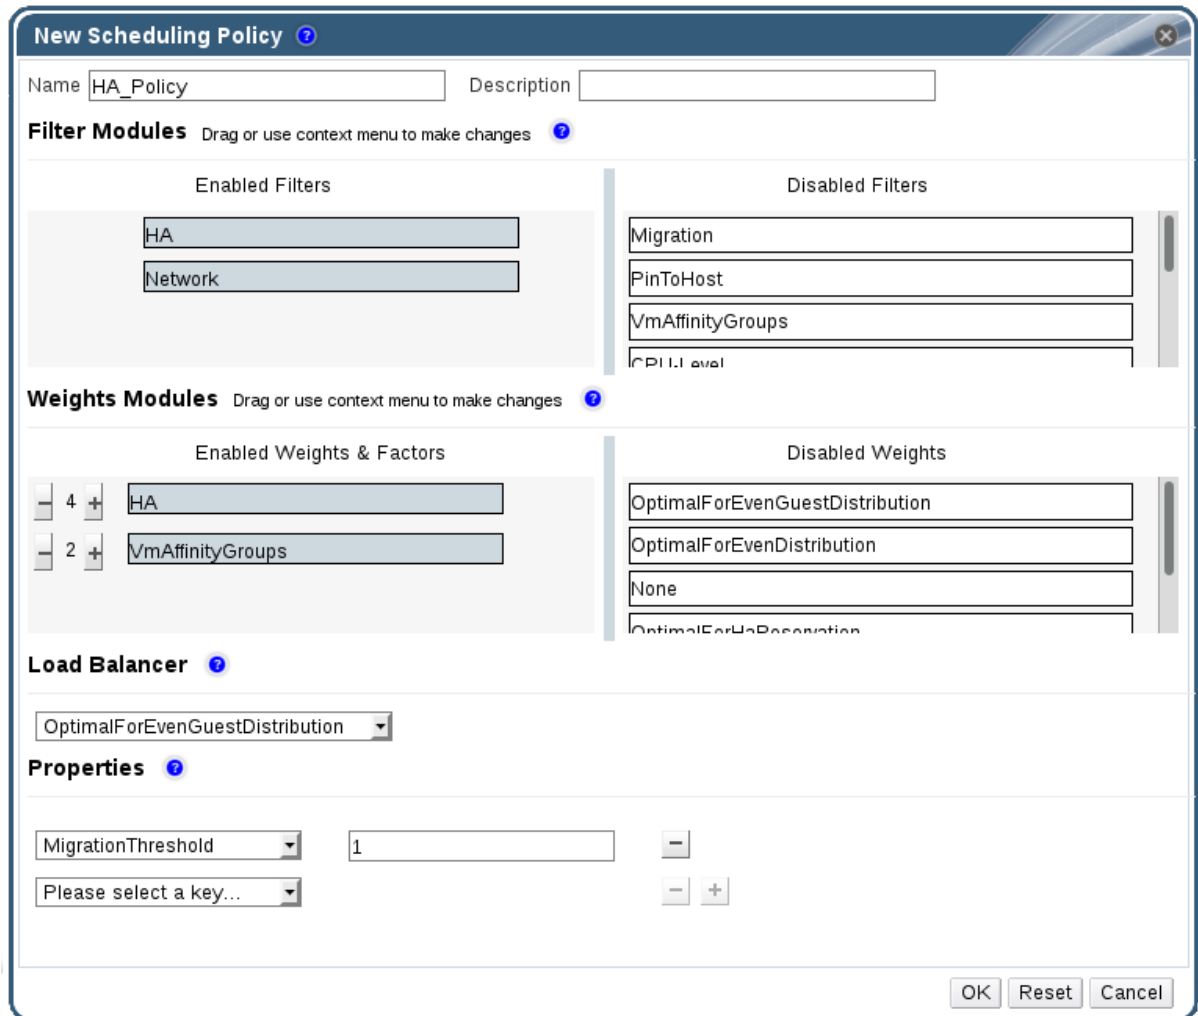 New Scheduling Policy ?
Name HA_Policy Description
Filter Modules Drag or use context menu to make changes ?
Enabled Filters Disabled Filters
HA Migration
Network PinToHost
VmAffinityGroups
CPU-Level
Weights Modules Drag or use context menu to make changes ?
Enabled Weights & Factors Disabled Weights
− 4 + HA OptimalForEvenGuestDistribution
− 2 + VmAffinityGroups OptimalForEvenDistribution
None
OptimalForHaReservation
Load Balancer ?
OptimalForEvenGuestDistribution
Properties ?
MigrationThreshold 1 −
Please select a key... − +
OK Reset Cancel